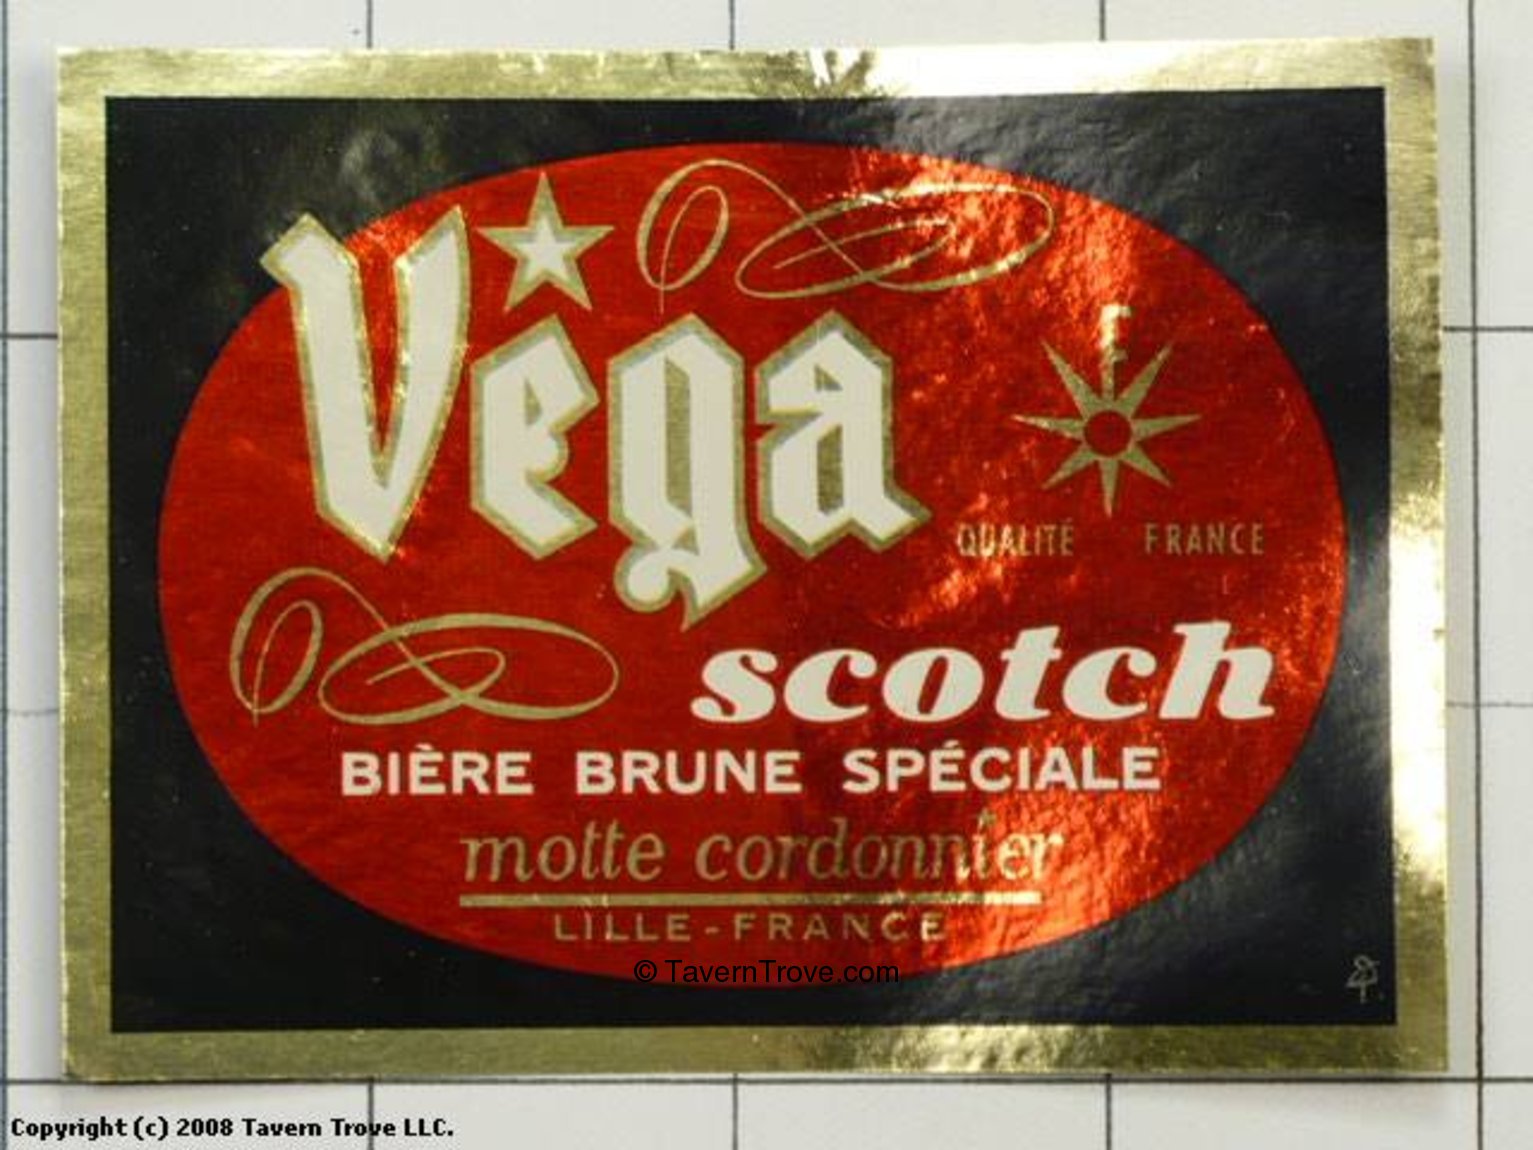 Vega
F
QUALITÉ FRANCE
scotch
BIÈRE BRUNE SPÉCIALE
motte cordonnier
LILLE-FRANCE
© TavernTrove.com
Copyright (c) 2008 Tavern Trove LLC.